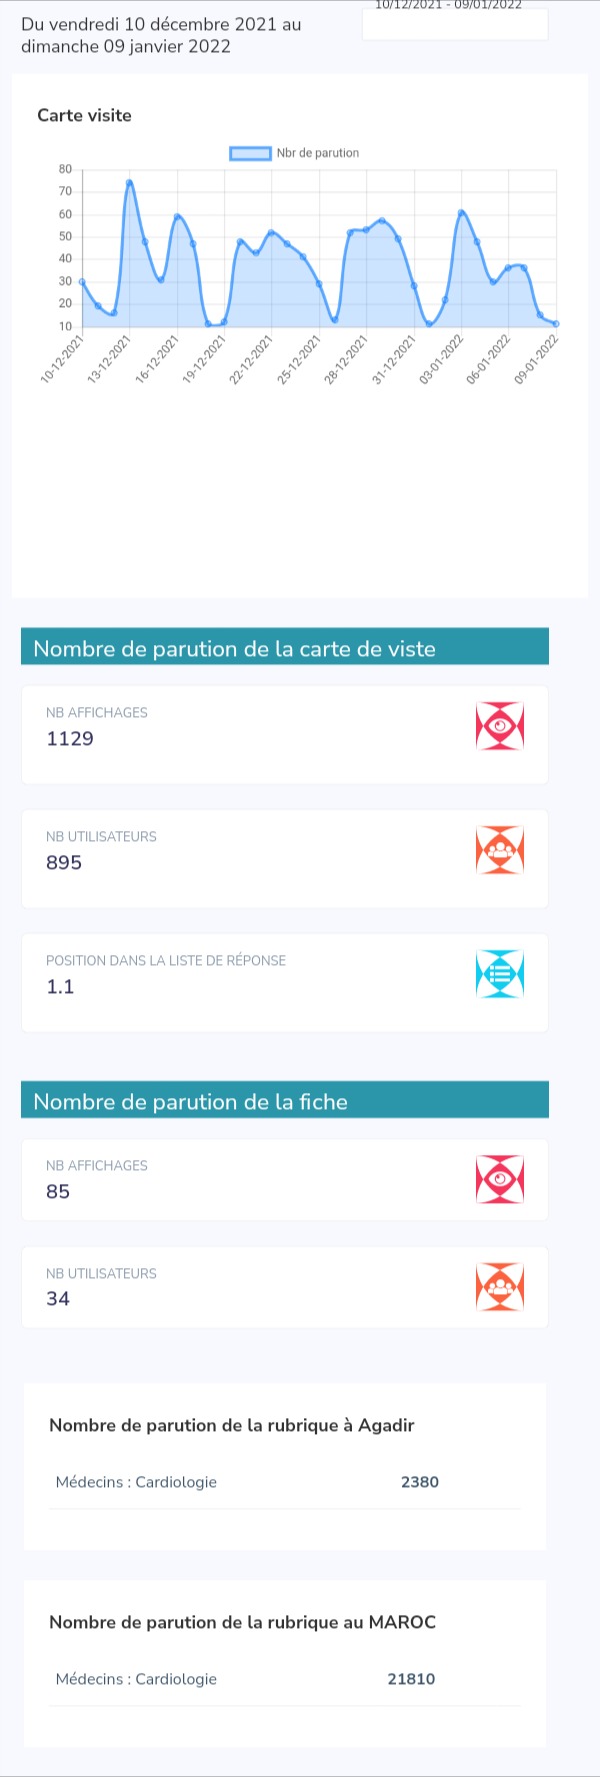 10/12/2021 - 09/01/2022
Du vendredi 10 décembre 2021 au
dimanche 09 janvier 2022
Carte visite
Nbr de parution
80
70
60
50
40
30
20
10
10-12-2021
13-12-2021
16-12-2021
19-12-2021
22-12-2021
25-12-2021
28-12-2021
31-12-2021
03-01-2022
06-01-2022
09-01-2022
Nombre de parution de la carte de viste
NB AFFICHAGES
1129
NB UTILISATEURS
895
POSITION DANS LA LISTE DE RÉPONSE
1.1
Nombre de parution de la fiche
NB AFFICHAGES
85
NB UTILISATEURS
34
Nombre de parution de la rubrique à Agadir
Médecins : Cardiologie 2380
Nombre de parution de la rubrique au MAROC
Médecins : Cardiologie 21810